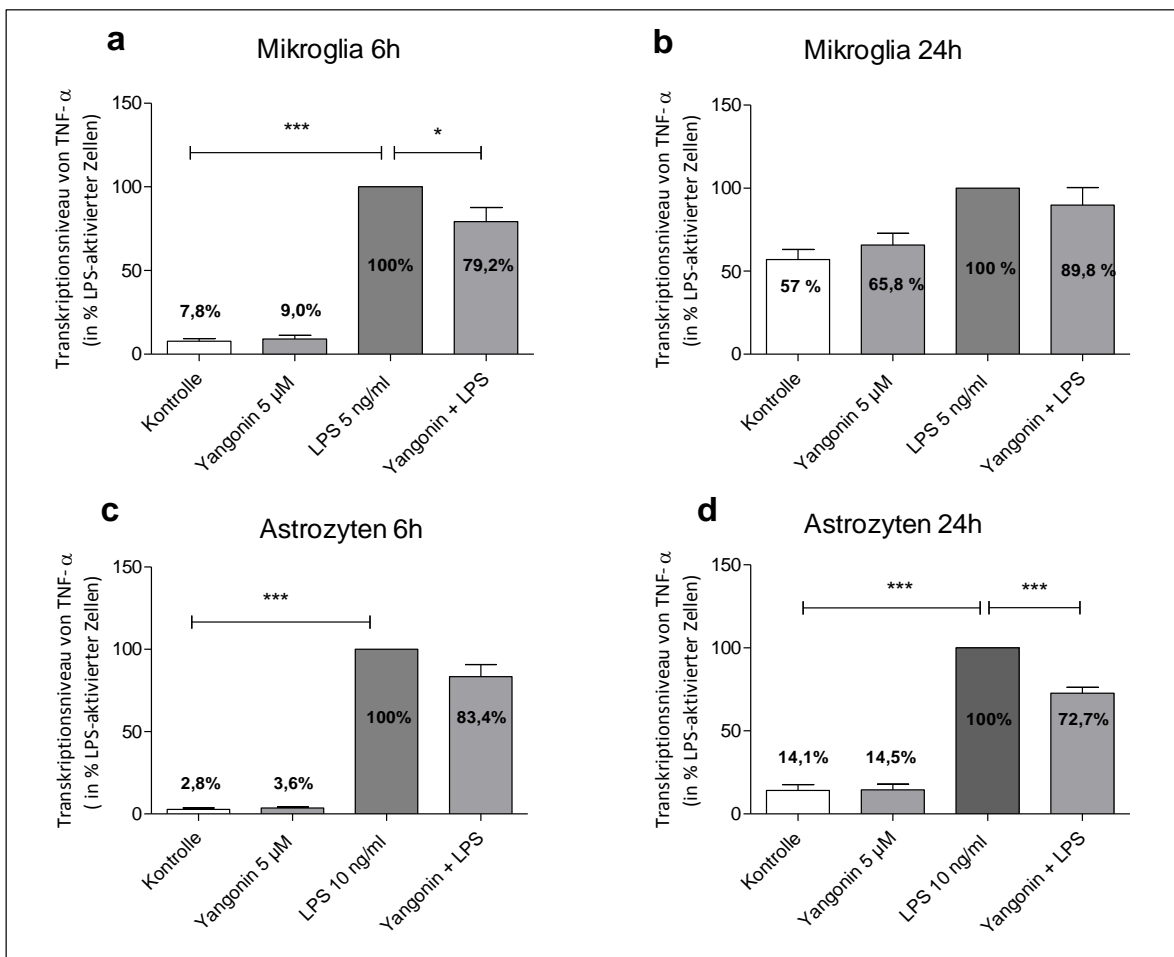 a
Mikroglia 6h
Transkriptionsniveau von TNF- α
(in % LPS-aktivierter Zellen)
150
100
50
0
***
*
7,8%
9,0%
100%
79,2%
Kontrolle
Yangonin 5 µM
LPS 5 ng/ml
Yangonin + LPS
b
Mikroglia 24h
Transkriptionsniveau von TNF- α
(in % LPS-aktivierter Zellen)
150
100
50
0
57 %
65,8 %
100 %
89,8 %
Kontrolle
Yangonin 5 µM
LPS 5 ng/ml
Yangonin + LPS
c
Astrozyten 6h
Transkriptionsniveau von TNF- α
( in % LPS-aktivierter Zellen)
150
100
50
0
***
2,8%
3,6%
100%
83,4%
Kontrolle
Yangonin 5 µM
LPS 10 ng/ml
Yangonin + LPS
d
Astrozyten 24h
Transkriptionsniveau von TNF- α
(in % LPS-aktivierter Zellen)
150
100
50
0
***
***
14,1%
14,5%
100%
72,7%
Kontrolle
Yangonin 5 µM
LPS 10 ng/ml
Yangonin + LPS